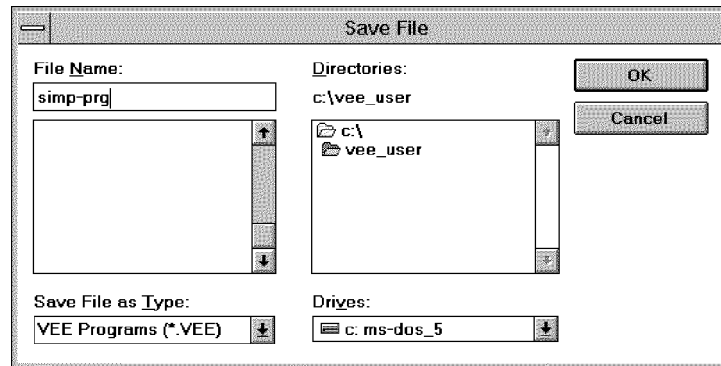 Save File
File Name:
simp-prg
Directories:
c:\vee_user
c:\
vee_user
OK
Cancel
Save File as Type:
VEE Programs (*.VEE)
Drives:
c: ms-dos_5